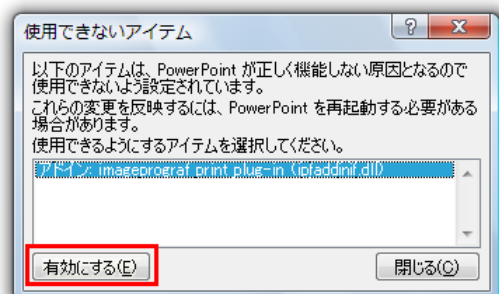 使用できないアイテム
以下のアイテムは、PowerPoint が正しく機能しない原因となるので
使用できないよう設定されています。
これらの変更を反映するには、PowerPoint を再起動する必要がある
場合があります。
使用できるようにするアイテムを選択してください。
アドイン: imageprograf print plug-in (ipfaddinif.dll)
有効にする(E)
閉じる(C)